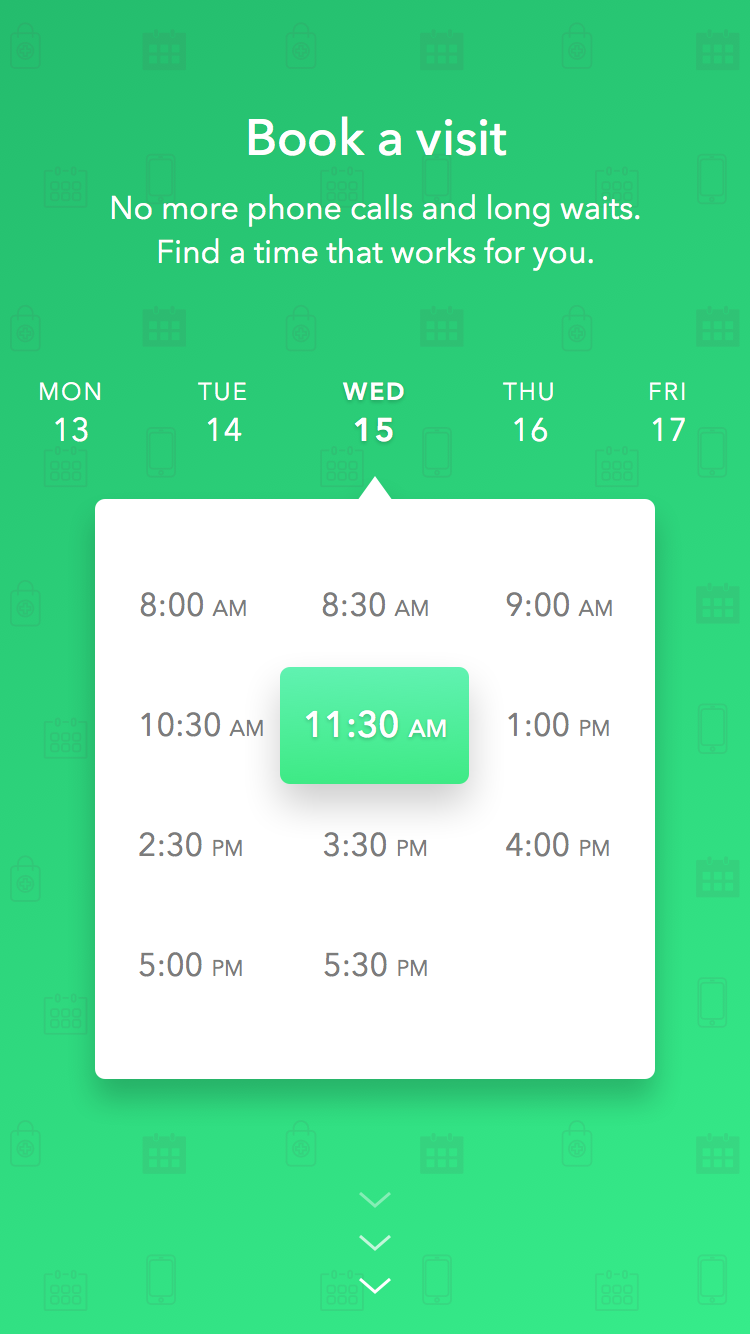 Book a visit
No more phone calls and long waits.
Find a time that works for you.
MON TUE WED THU FRI
13 14 15 16 17
8:00 AM 8:30 AM 9:00 AM
10:30 AM 11:30 AM 1:00 PM
2:30 PM 3:30 PM 4:00 PM
5:00 PM 5:30 PM